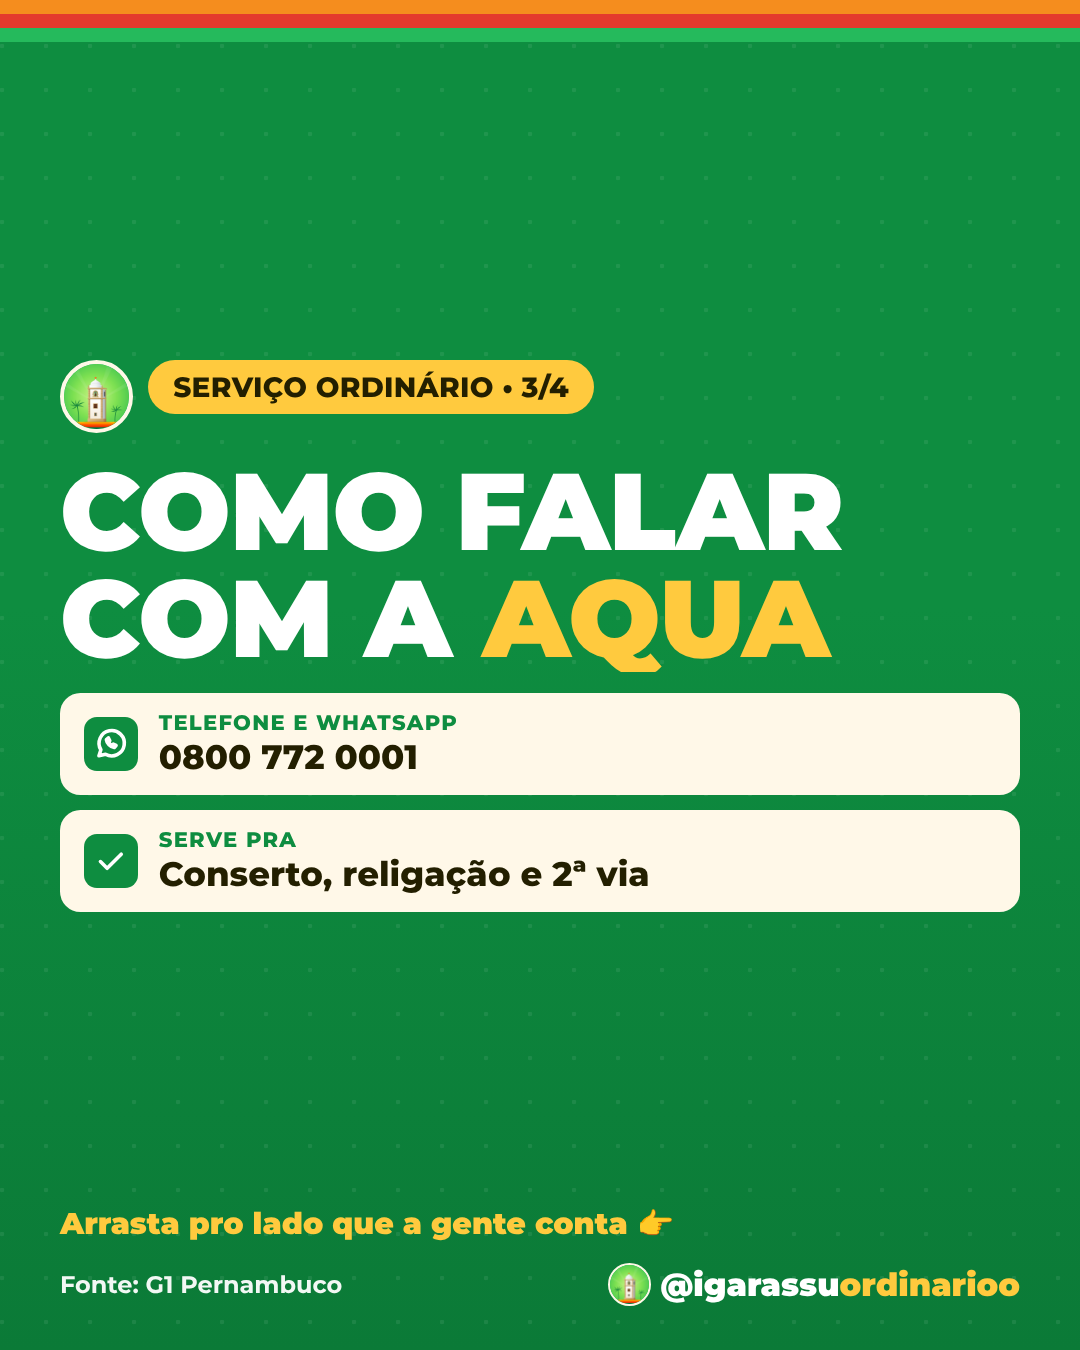 SERVIÇO ORDINÁRIO • 3/4
COMO FALAR
COM A AQUA
TELEFONE E WHATSAPP
0800 772 0001
SERVE PRA
Conserto, religação e 2ª via
Arrasta pro lado que a gente conta 👉
Fonte: G1 Pernambuco
@igarassuordinarioo